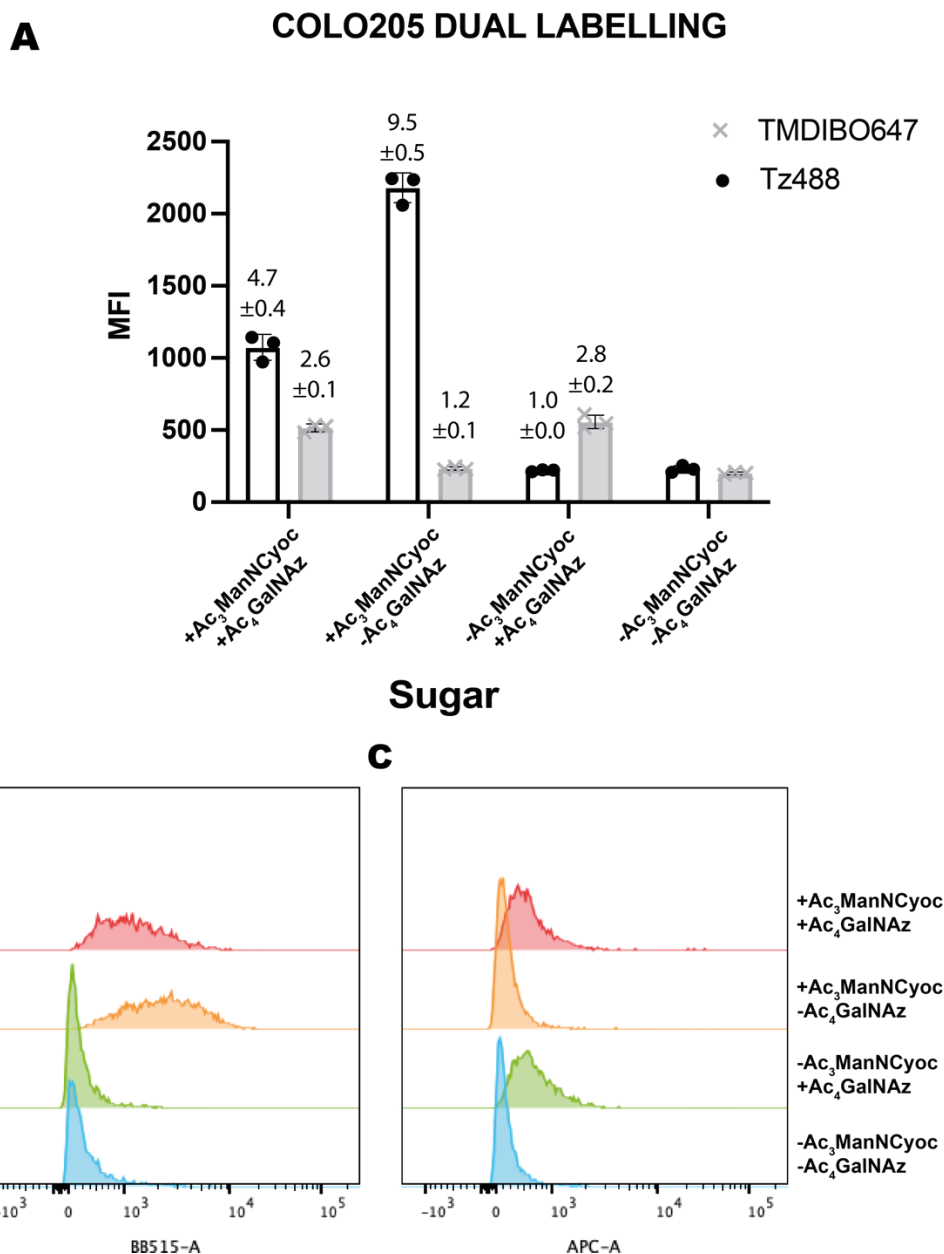 A
COLO205 DUAL LABELLING
TMDIBO647
Tz488
2500
2000
1500
1000
500
0
MFI
4.7
±0.4
2.6
±0.1
9.5
±0.5
1.2
±0.1
1.0
±0.0
2.8
±0.2
+Ac3ManNCyoc
+Ac4GalNAz
+Ac3ManNCyoc
-Ac4GalNAz
-Ac3ManNCyoc
+Ac4GalNAz
-Ac3ManNCyoc
-Ac4GalNAz
Sugar
-10³ 0 10³ 10⁴ 10⁵
BB515-A
C
-10³ 0 10³ 10⁴ 10⁵
APC-A
+Ac3ManNCyoc
+Ac4GalNAz
+Ac3ManNCyoc
-Ac4GalNAz
-Ac3ManNCyoc
+Ac4GalNAz
-Ac3ManNCyoc
-Ac4GalNAz